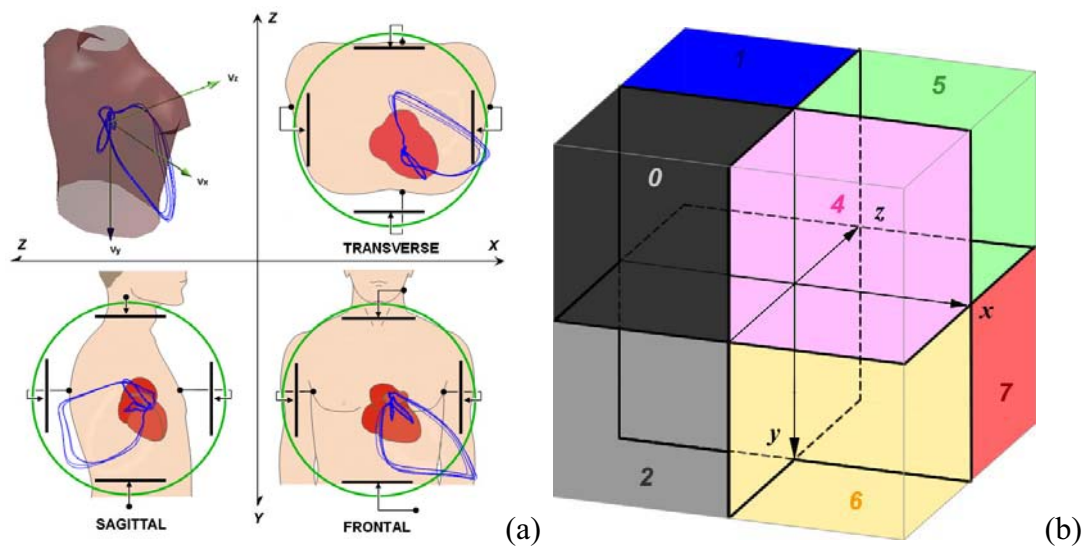 Z
Vz
Vx
Vy
TRANSVERSE
Z
X
SAGITTAL
Y
FRONTAL
(a)
1
5
0
4
z
x
y
7
2
6
(b)